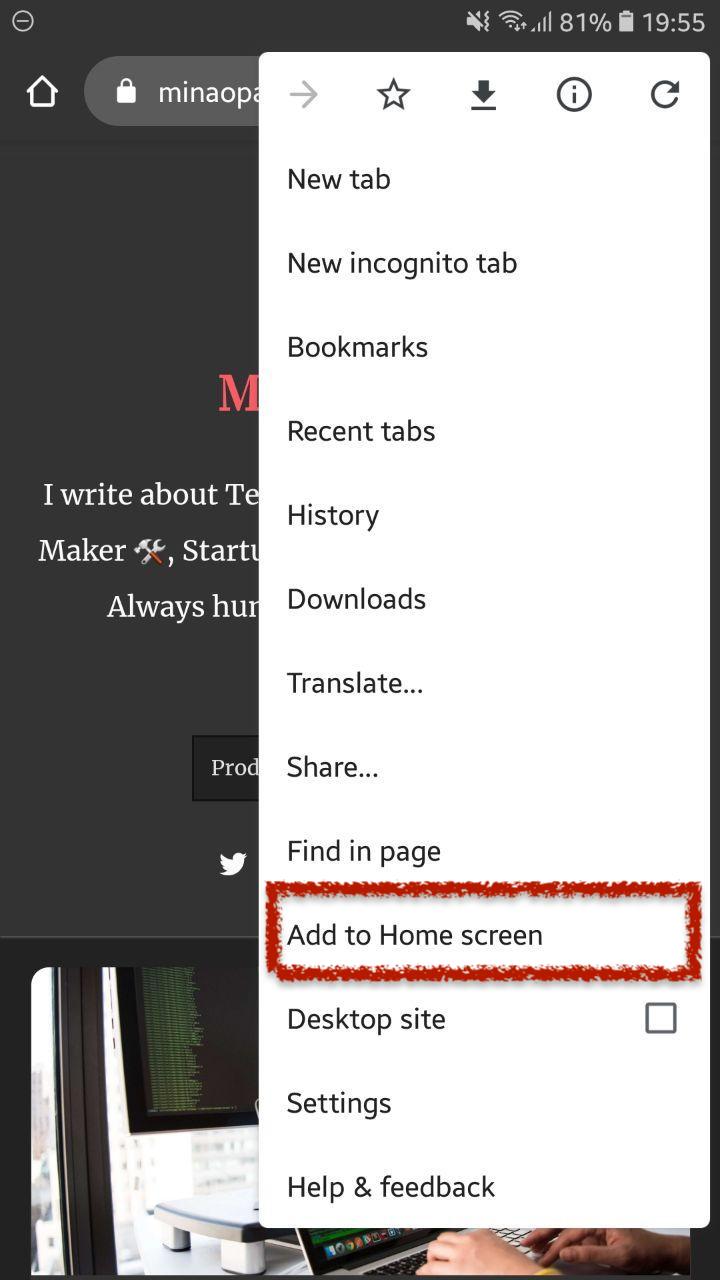 81% 19:55
minaopa
New tab
New incognito tab
Bookmarks
Recent tabs
M
I write about Te
History
Maker 🛠, Startu
Always hun
Downloads
Translate...
Share...
Prod
Find in page
Add to Home screen
Desktop site
Settings
Help & feedback